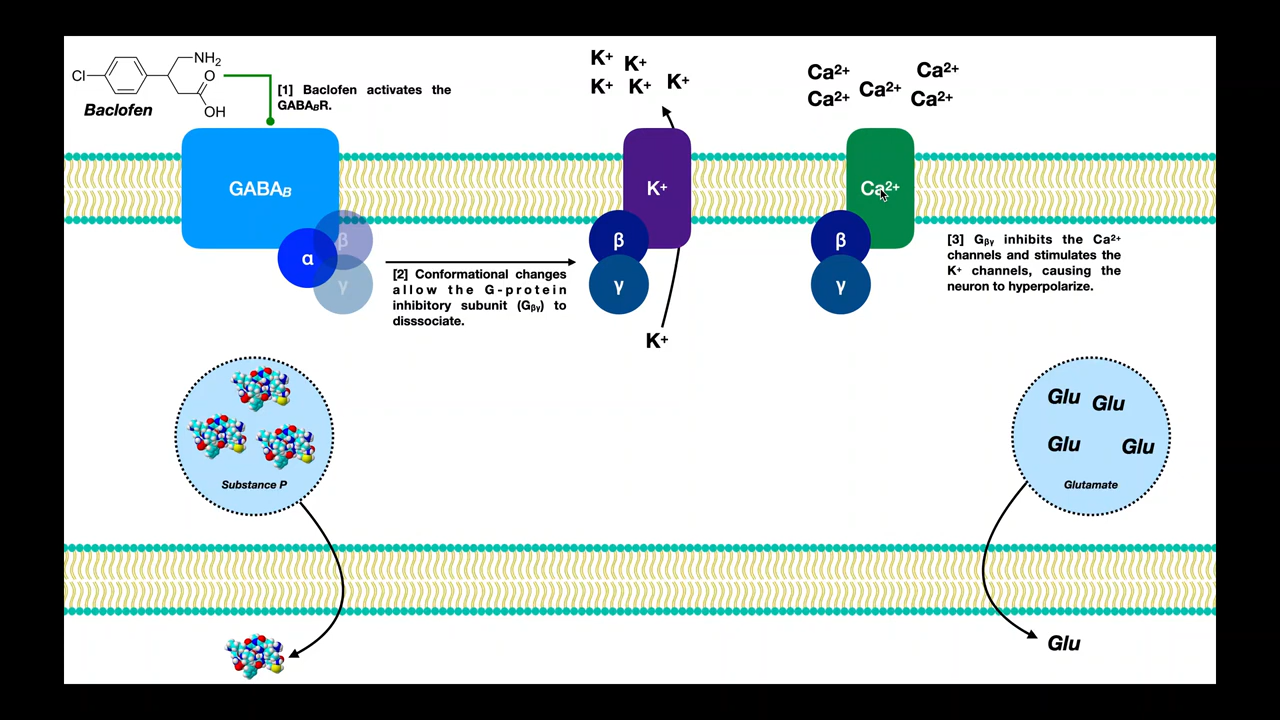 Cl
NH₂
O
OH
Baclofen
[1] Baclofen activates the
GABABR.
K⁺
K⁺
K⁺
K⁺
K⁺
Ca²⁺
Ca²⁺
Ca²⁺
Ca²⁺
Ca²⁺
GABAB
K⁺
Ca²⁺
α
β
γ
β
γ
β
γ
[2] Conformational changes
allow the G-protein
inhibitory subunit (Gβγ) to
disssociate.
[3] Gβγ inhibits the Ca²⁺
channels and stimulates the
K⁺ channels, causing the
neuron to hyperpolarize.
K⁺
Substance P
Glu
Glu
Glu
Glu
Glutamate
Glu